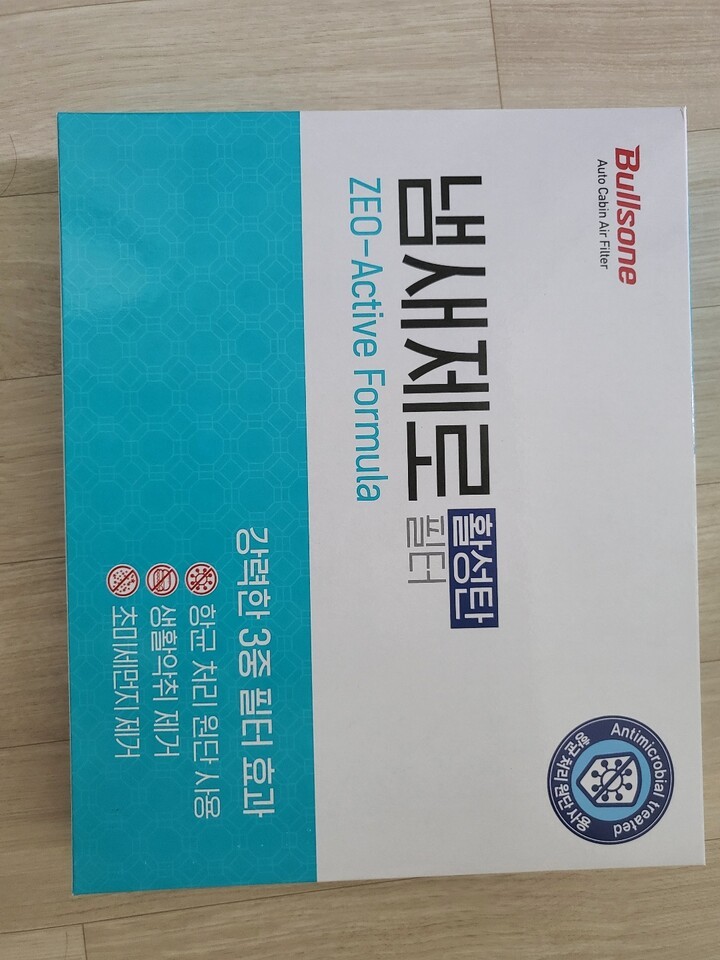 Bullsone
Auto Cabin Air Filter
냄새제로 활성탄 필터
ZEO-Active Formula
Antimicrobial treated
항균처리원단사용
강력한 3중 필터 효과
항균 처리 원단 사용
생활악취 제거
초미세먼지 제거